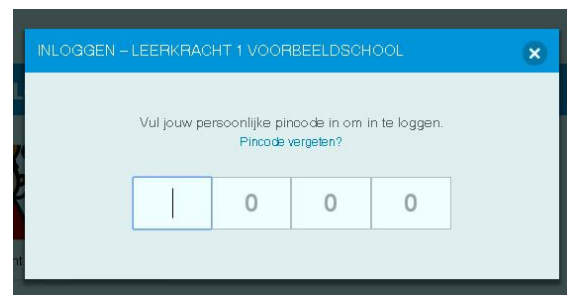 INLOGGEN – LEERKRACHT 1 VOORBEELDSCHOOL
Vul jouw persoonlijke pincode in om in te loggen.
Pincode vergeten?
0 0 0